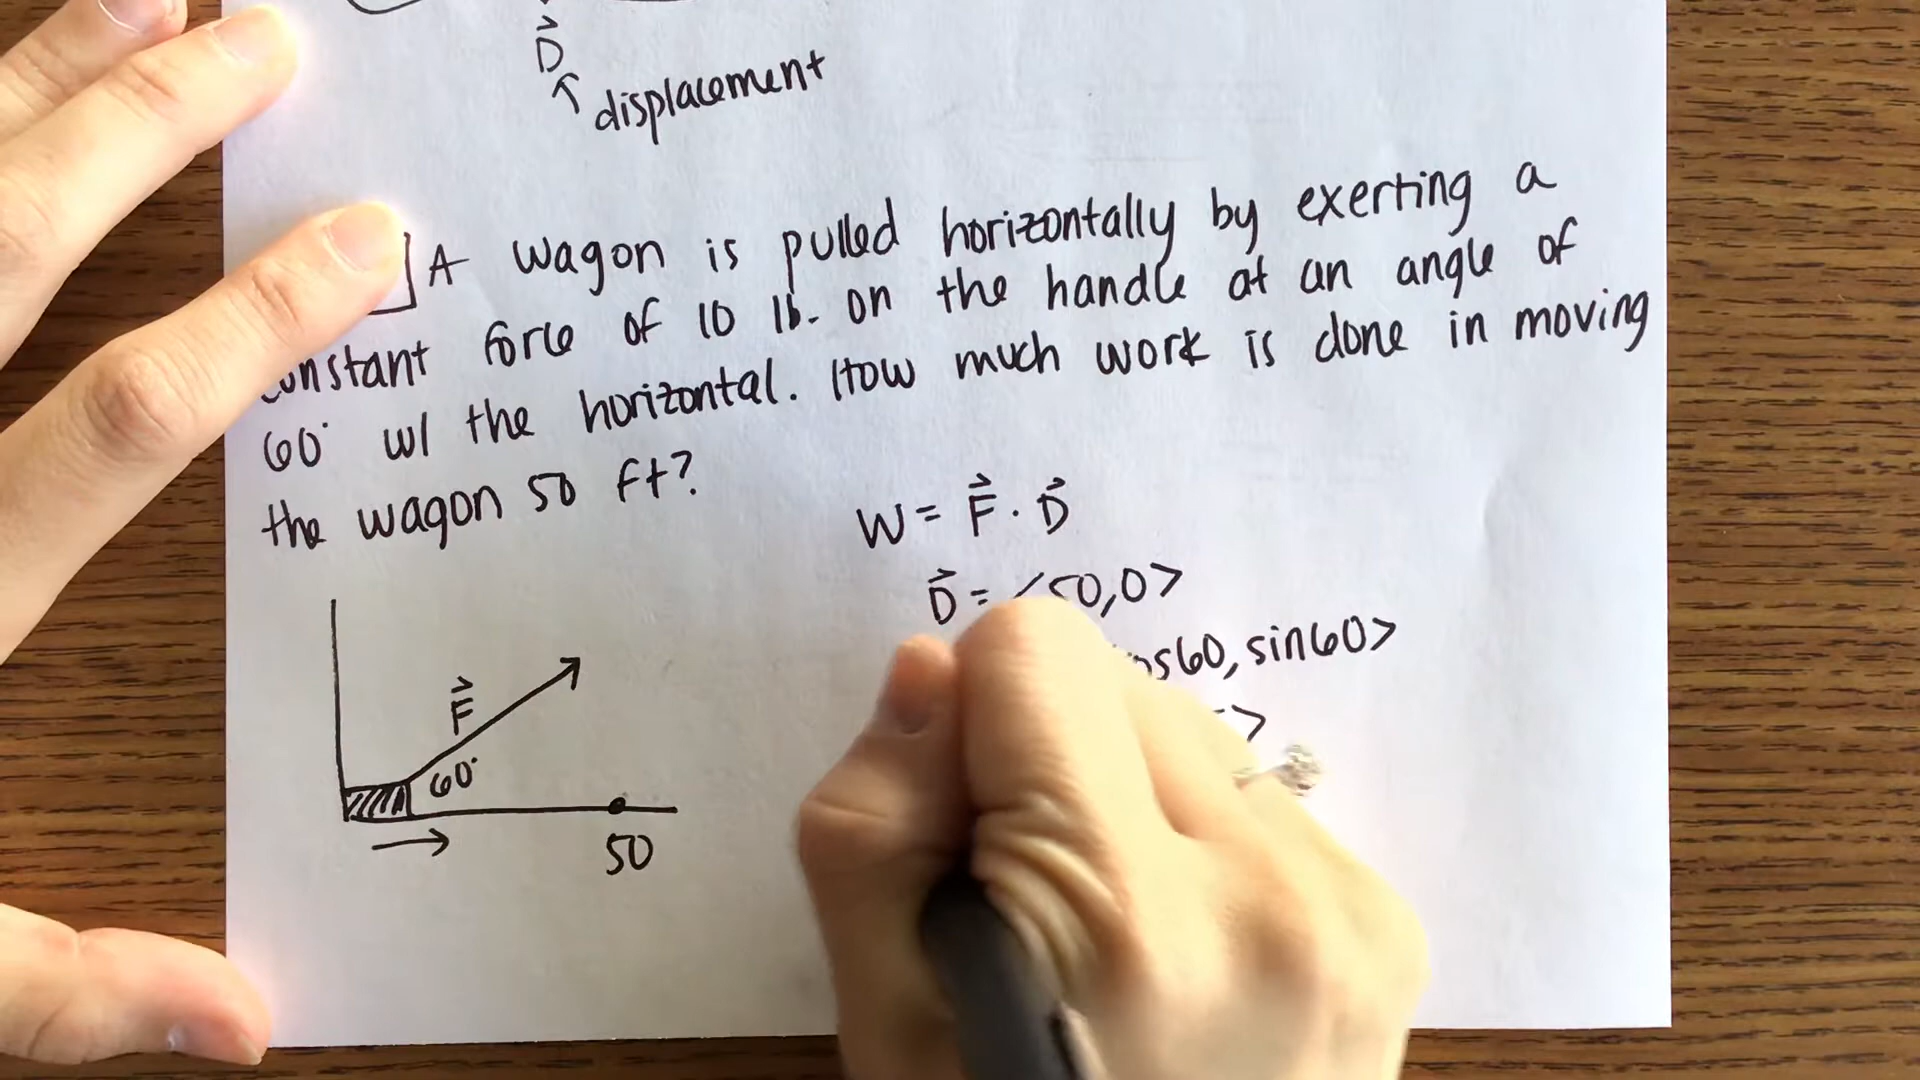 D
displacement
A wagon is pulled horizontally by exerting a
constant force of 10 lb. on the handle at an angle of
60° w/ the horizontal. How much work is done in moving
the wagon 50 ft?
W = F · D
D = <50,0>
cos60, sin60>
>
F
60°
50